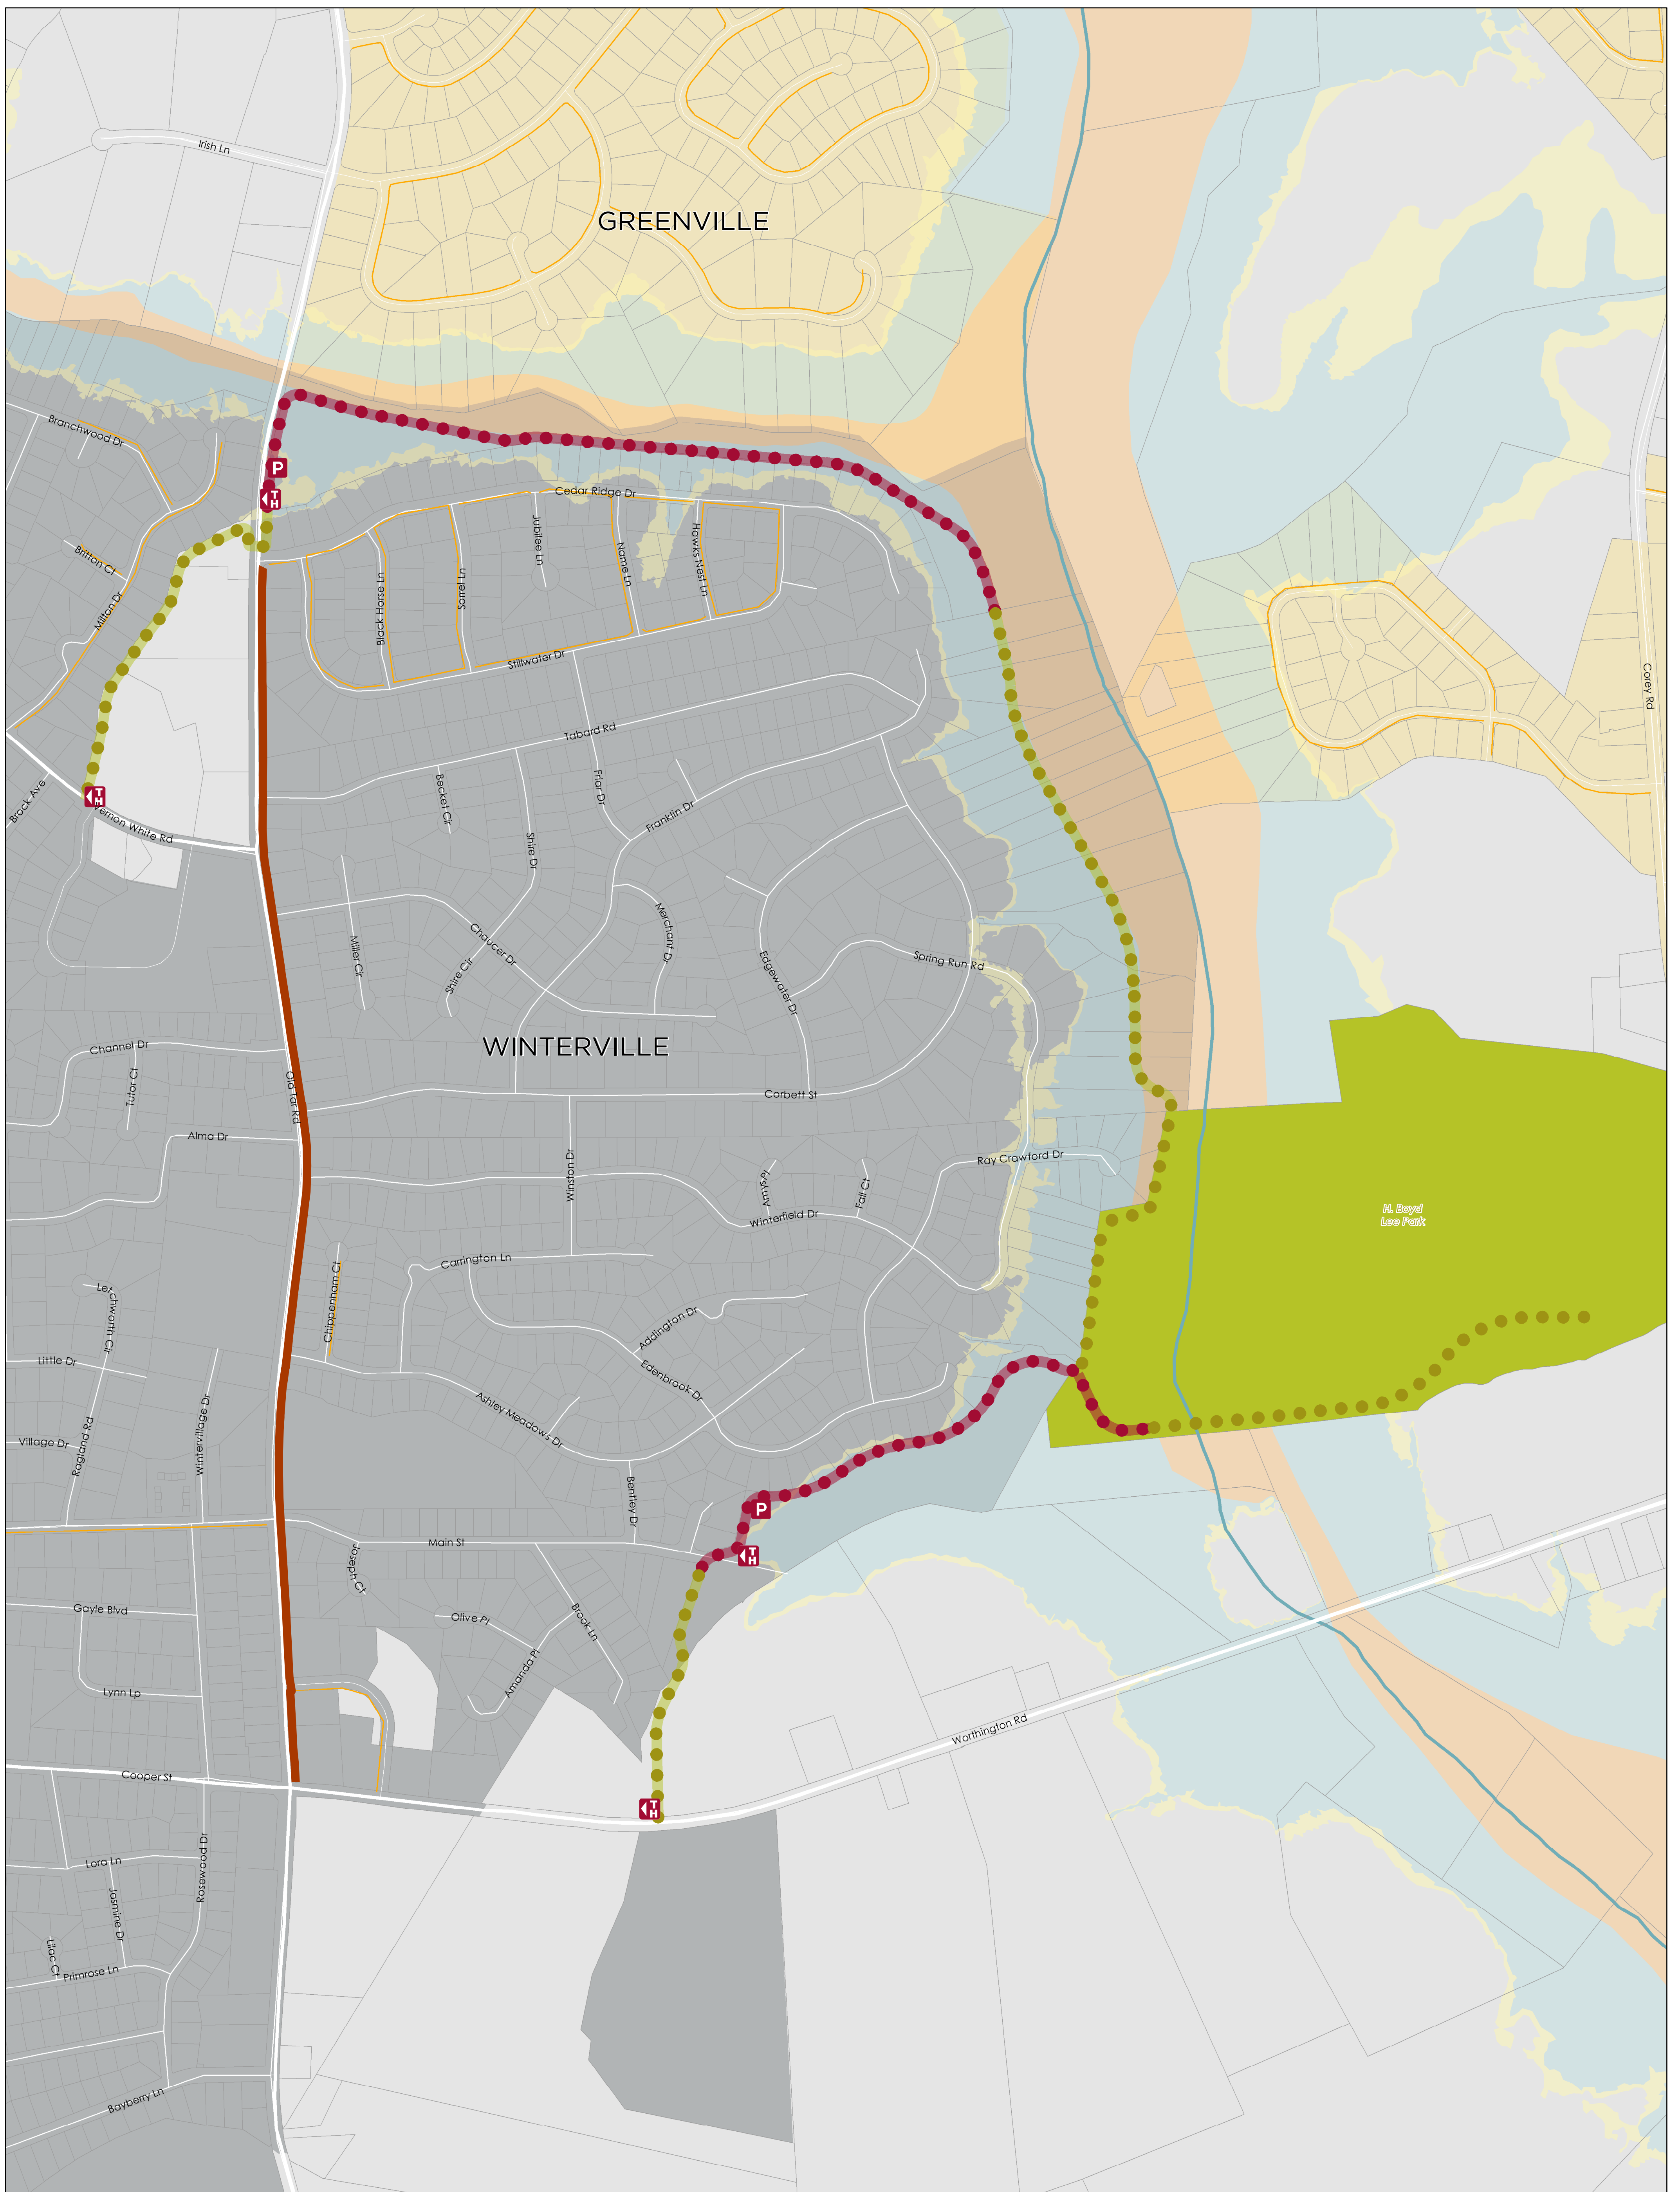 Irish Ln
GREENVILLE
Branchwood Dr
P
TH
Cedar Ridge Dr
Jubilee Ln
Name Ln
Hawks Nest Ln
Britton Ct
Black Horse Ln
Sorrel Ln
Milton Dr
Stillwater Dr
Corey Rd
Tabard Rd
Brock Ave
TH
Vernon White Rd
Becket Cir
Friar Dr
Franklin Dr
Shire Dr
Merchant Dr
Miller Cir
Chaucer Dr
Shire Cir
Edgewater Dr
Spring Run Rd
WINTERVILLE
Channel Dr
Tutor Ct
Old Tar Rd
Corbett St
Alma Dr
Winston Dr
Amys Pl
Fall Ct
Ray Crawford Dr
Winterfield Dr
H. Boyd
Lee Park
Carrington Ln
Chippenham Ct
Lexchworth Cir
Addington Dr
Little Dr
Edenbrook Dr
Ragland Rd
Wintervillage Dr
Ashley Meadows Dr
Village Dr
Bentley Dr
P
Main St
TH
Joseph Ct
Gayle Blvd
Olive Pl
Brook Ln
Amanda Pl
Lynn Lp
Worthington Rd
Cooper St
TH
Lora Ln
Rosewood Dr
Jasmine Dr
Lilac Ct
Primrose Ln
Bayberry Ln